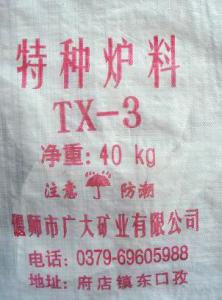 特种炉料
TX-3
净重:40 kg
注意 防潮
偃师市广大矿业有限公司
电话:0379-69605988
地址:府店镇东口孜